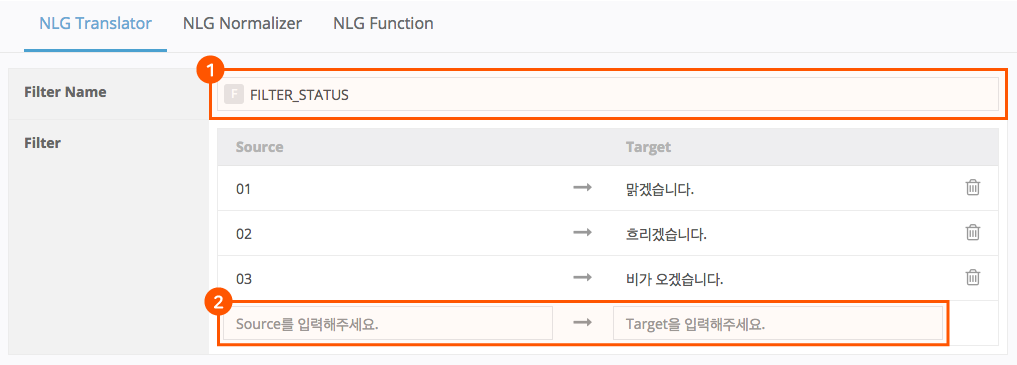 NLG Translator NLG Normalizer NLG Function
1
Filter Name F FILTER_STATUS
Filter Source Target
01 → 맑겠습니다.
02 → 흐리겠습니다.
03 → 비가 오겠습니다.
2
Source를 입력해주세요. → Target을 입력해주세요.